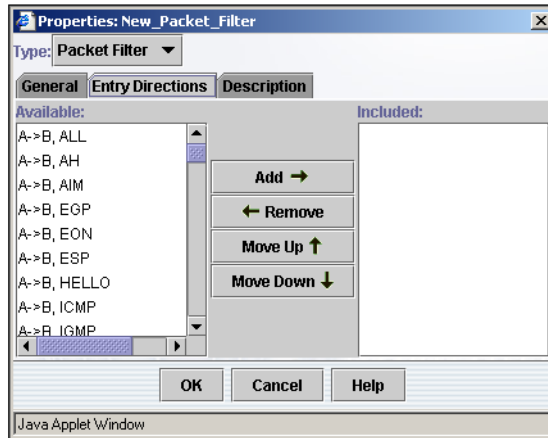 Properties: New_Packet_Filter
Type: Packet Filter
General Entry Directions Description
Available:
Included:
A->B, ALL
A->B, AH
A->B, AIM
A->B, EGP
A->B, EON
A->B, ESP
A->B, HELLO
A->B, ICMP
A->B, IGMP
Add
Remove
Move Up
Move Down
OK Cancel Help
Java Applet Window